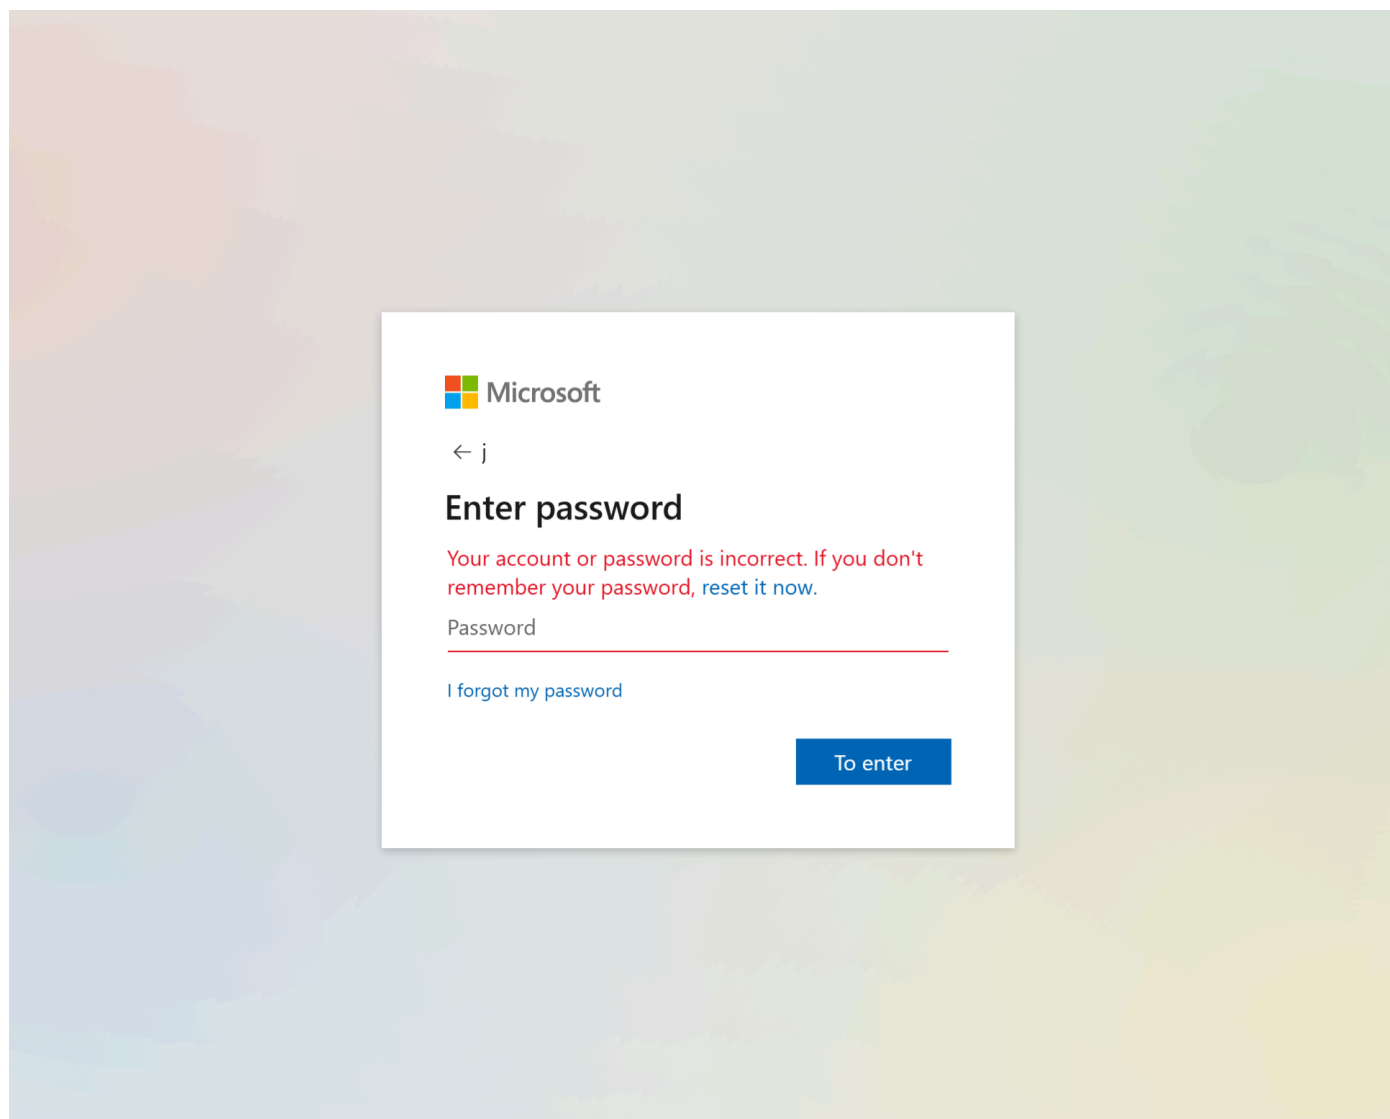 Microsoft
← j
Enter password
Your account or password is incorrect. If you don't
remember your password, reset it now.
Password
I forgot my password
To enter